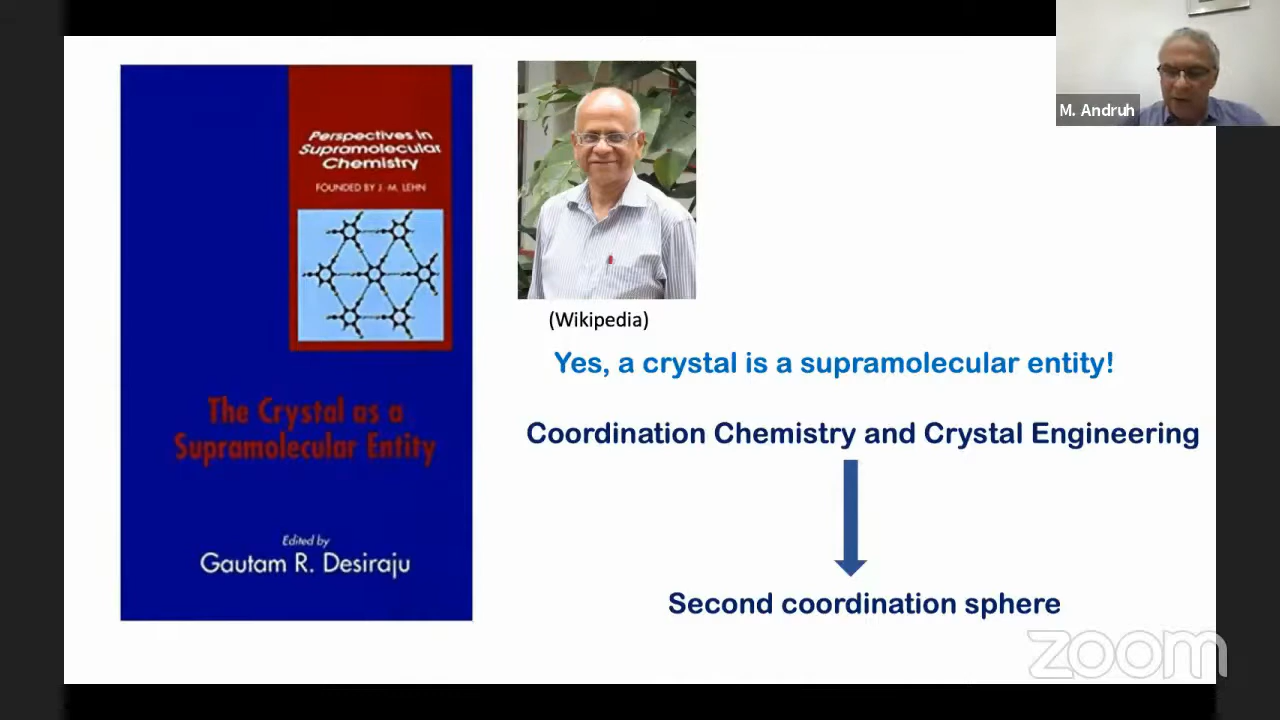 Perspectives in
Supramolecular
Chemistry
FOUNDED BY J. M. LEHN
The Crystal as a
Supramolecular Entity
Edited by
Gautam R. Desiraju
(Wikipedia)
Yes, a crystal is a supramolecular entity!
Coordination Chemistry and Crystal Engineering
Second coordination sphere
M. Andruh
zoom